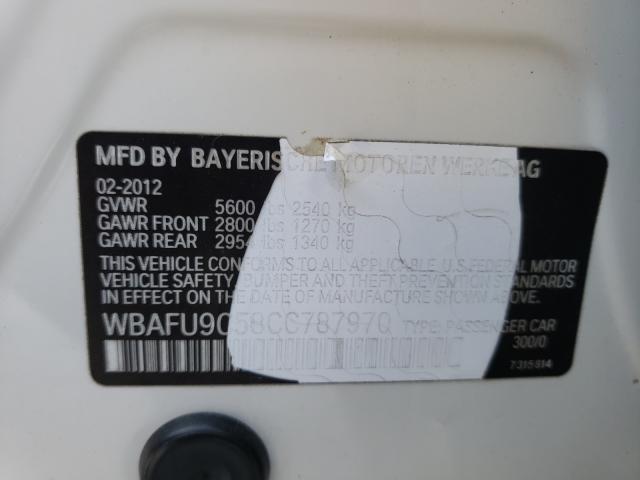 MFD BY BAYERISCHE MOTOREN WERKE AG
02-2012
GVWR 5600 lbs 2540 kg
GAWR FRONT 2800 lbs 1270 kg
GAWR REAR 2954 lbs 1340 kg
THIS VEHICLE CONFORMS TO ALL APPLICABLE U.S. FEDERAL MOTOR
VEHICLE SAFETY, BUMPER AND THEFT PREVENTION STANDARDS
IN EFFECT ON THE DATE OF MANUFACTURE SHOWN ABOVE.
WBAFU9C58CC787970 TYPE: PASSENGER CAR
300/0
7315814